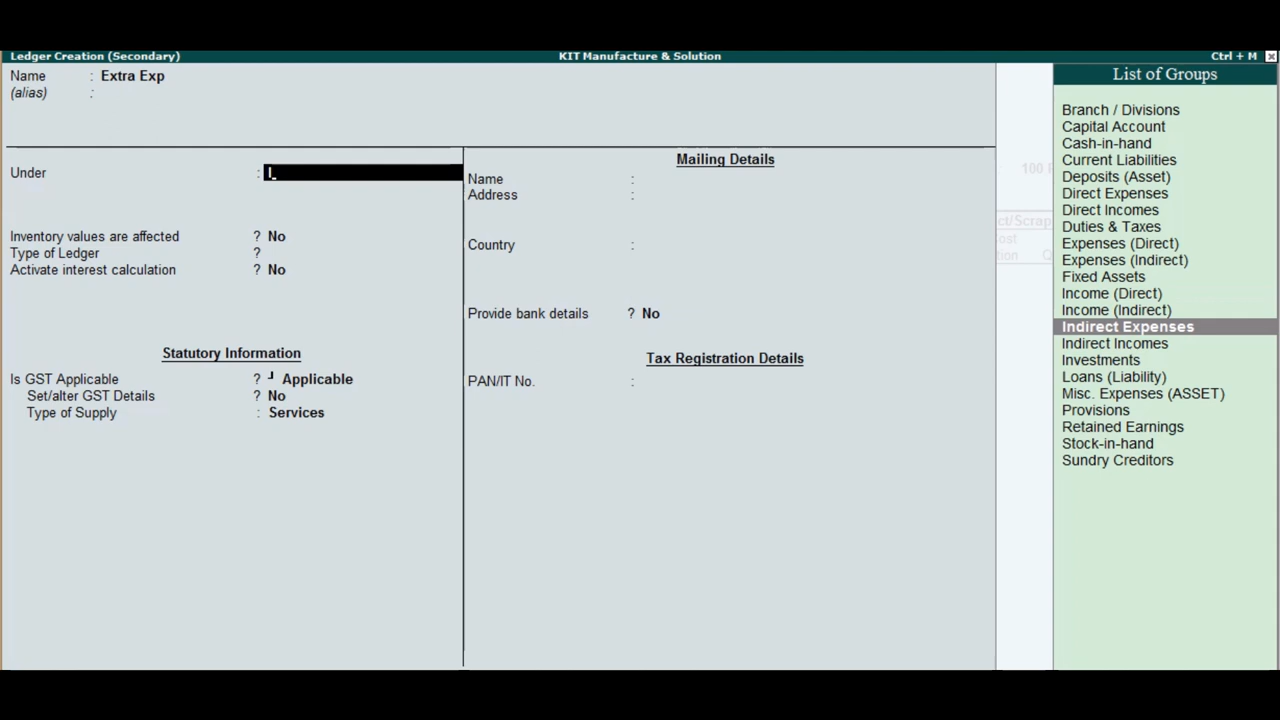 Ledger Creation (Secondary) KIT Manufacture & Solution Ctrl + M
Name : Extra Exp
(alias) :
Under : I
Inventory values are affected ? No
Type of Ledger ?
Activate interest calculation ? No
Statutory Information
Is GST Applicable ? Applicable
Set/alter GST Details ? No
Type of Supply : Services
Mailing Details
Name :
Address :
Country :
Provide bank details ? No
Tax Registration Details
PAN/IT No. :
100
ct/Scrap
ost
tion
List of Groups
Branch / Divisions
Capital Account
Cash-in-hand
Current Liabilities
Deposits (Asset)
Direct Expenses
Direct Incomes
Duties & Taxes
Expenses (Direct)
Expenses (Indirect)
Fixed Assets
Income (Direct)
Income (Indirect)
Indirect Expenses
Indirect Incomes
Investments
Loans (Liability)
Misc. Expenses (ASSET)
Provisions
Retained Earnings
Stock-in-hand
Sundry Creditors